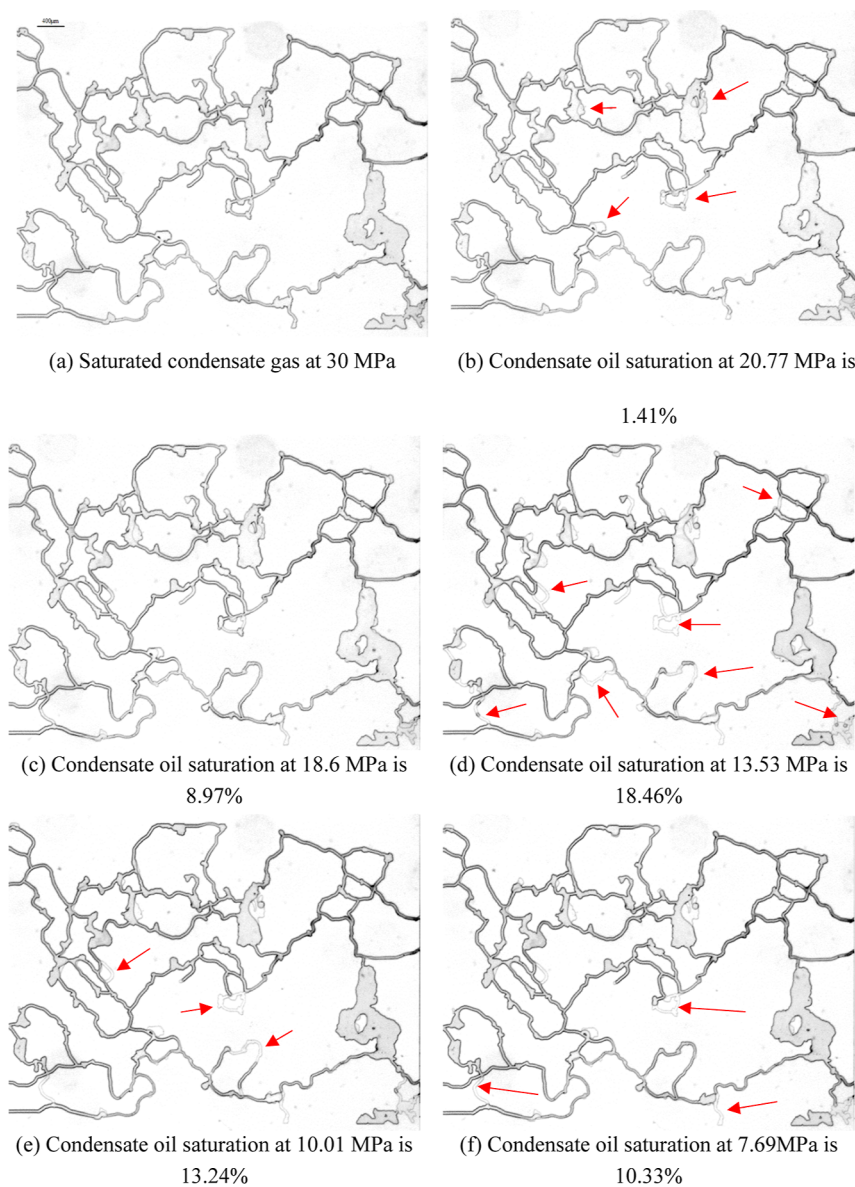 400μm
(a) Saturated condensate gas at 30 MPa
(b) Condensate oil saturation at 20.77 MPa is
1.41%
(c) Condensate oil saturation at 18.6 MPa is
8.97%
(d) Condensate oil saturation at 13.53 MPa is
18.46%
(e) Condensate oil saturation at 10.01 MPa is
13.24%
(f) Condensate oil saturation at 7.69MPa is
10.33%